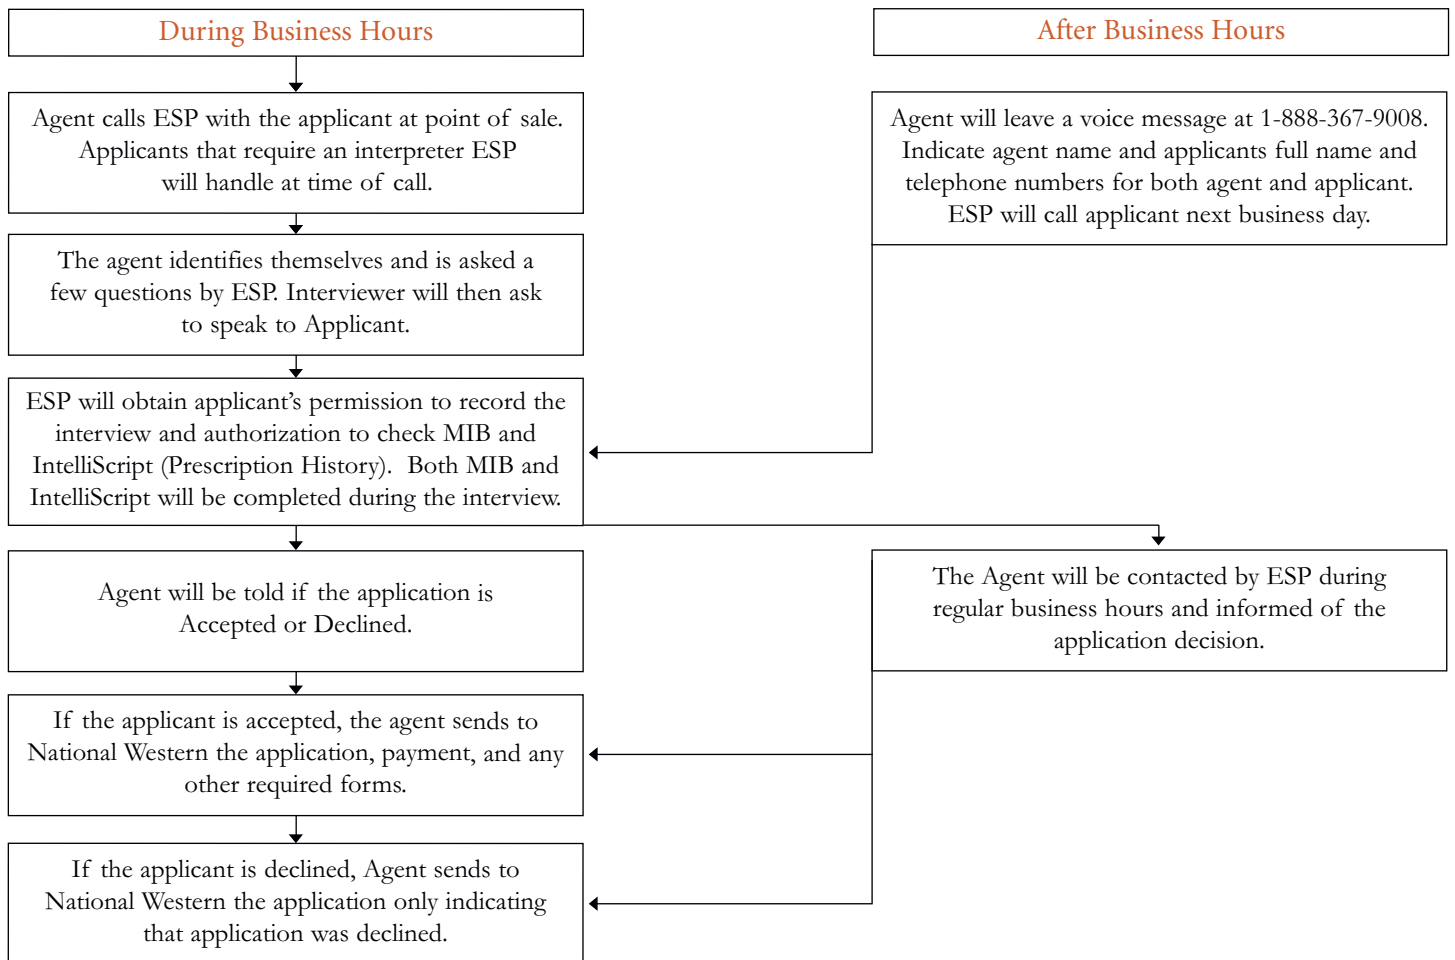 During Business Hours
After Business Hours
Agent calls ESP with the applicant at point of sale.
Applicants that require an interpreter ESP
will handle at time of call.
Agent will leave a voice message at 1-888-367-9008.
Indicate agent name and applicants full name and
telephone numbers for both agent and applicant.
ESP will call applicant next business day.
The agent identifies themselves and is asked a
few questions by ESP. Interviewer will then ask
to speak to Applicant.
ESP will obtain applicant's permission to record the
interview and authorization to check MIB and
IntelliScript (Prescription History).  Both MIB and
IntelliScript will be completed during the interview.
Agent will be told if the application is
Accepted or Declined.
The Agent will be contacted by ESP during
regular business hours and informed of the
application decision.
If the applicant is accepted, the agent sends to
National Western the application, payment, and any
other required forms.
If the applicant is declined, Agent sends to
National Western the application only indicating
that application was declined.